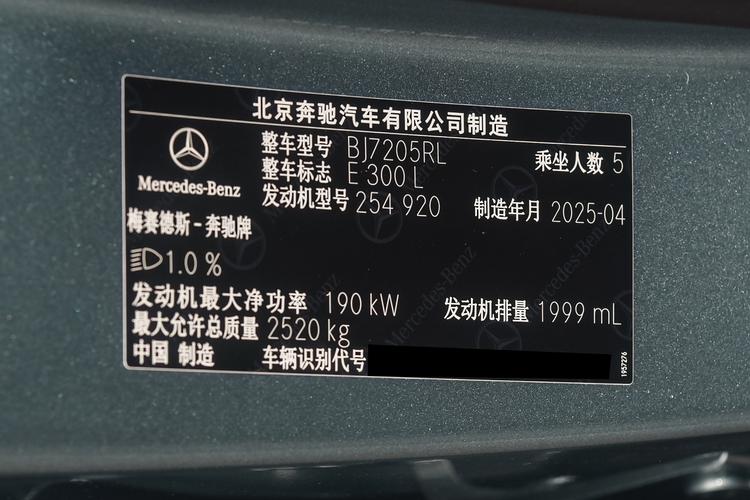 北京奔驰汽车有限公司制造
Mercedes-Benz
整车型号 BJ7205RL 乘坐人数 5
整车标志 E 300 L
发动机型号 254 920 制造年月 2025-04
梅赛德斯-奔驰牌
1.0 %
发动机最大净功率 190 kW 发动机排量 1999 mL
最大允许总质量 2520 kg
中国 制造 车辆识别代号
1957276